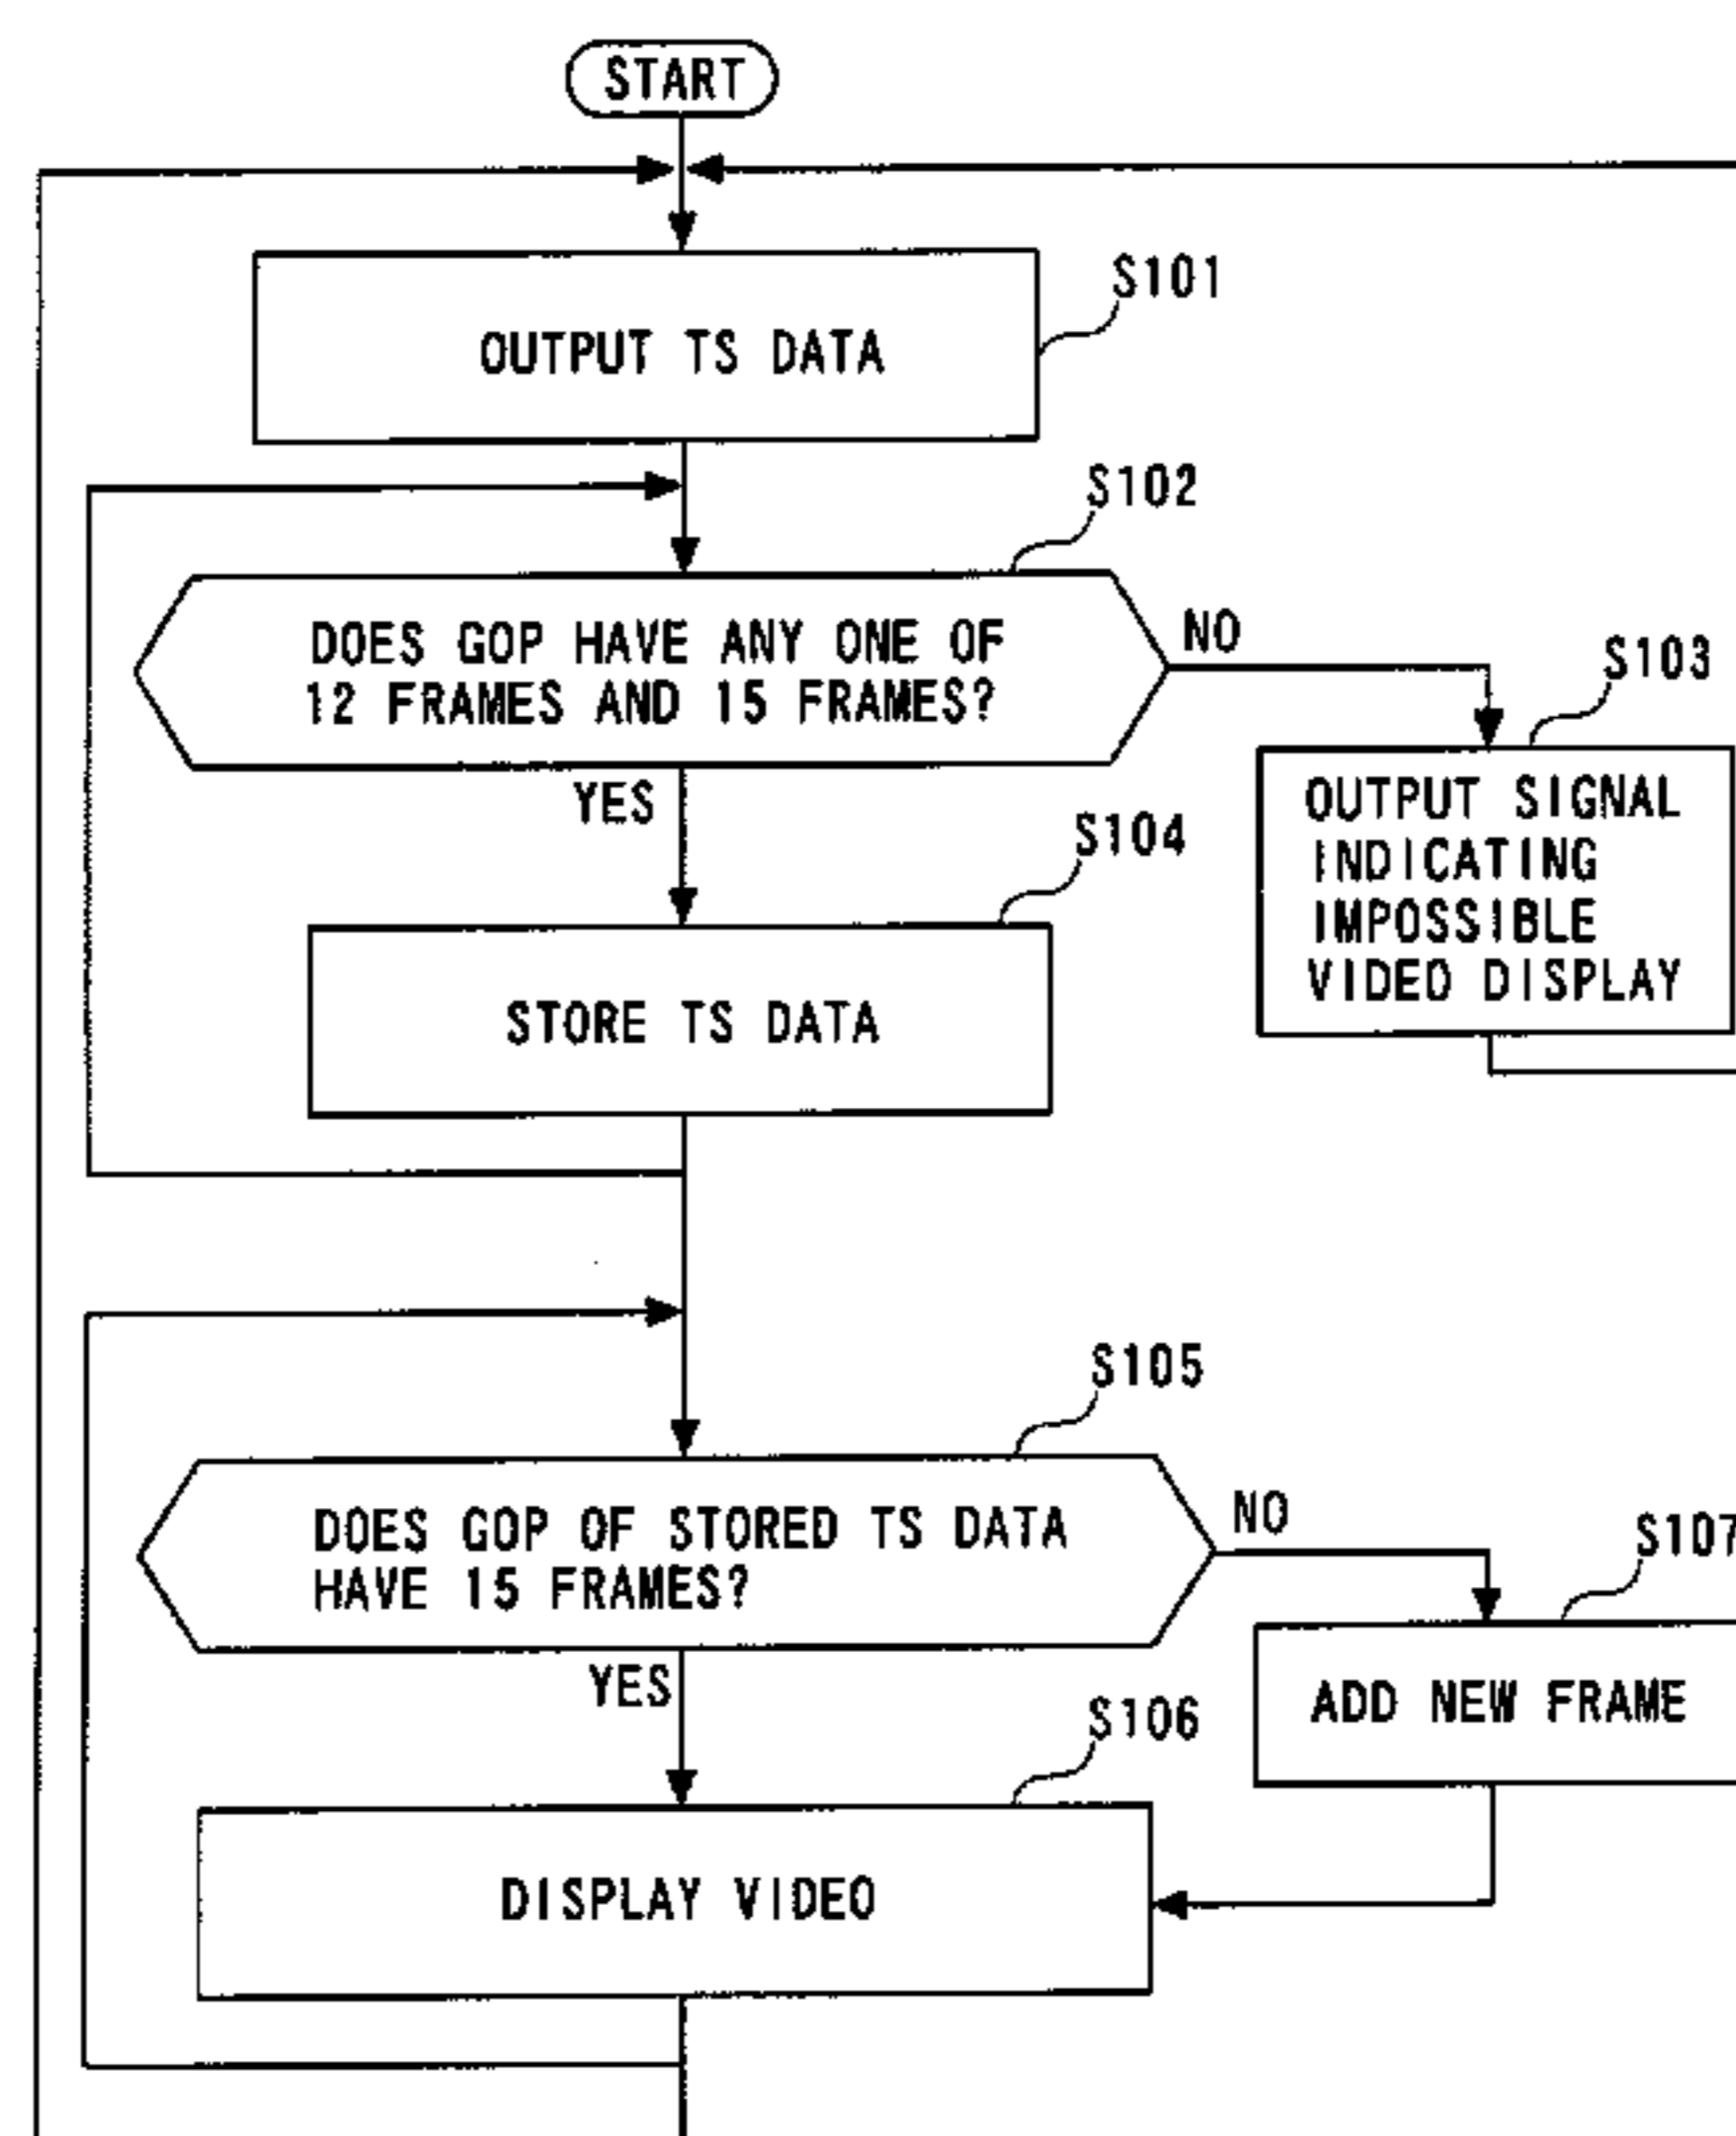 START
S101
OUTPUT TS DATA
S102
DOES GOP HAVE ANY ONE OF
12 FRAMES AND 15 FRAMES?
NO
S103
OUTPUT SIGNAL
INDICATING
IMPOSSIBLE
VIDEO DISPLAY
YES
S104
STORE TS DATA
S105
DOES GOP OF STORED TS DATA
HAVE 15 FRAMES?
NO
S107
ADD NEW FRAME
YES
S106
DISPLAY VIDEO